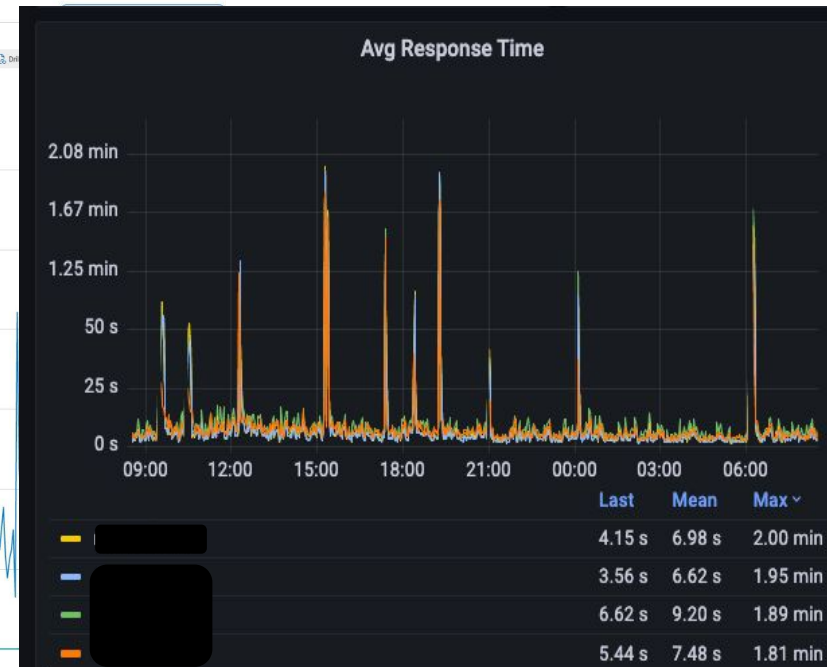 Avg Response Time
2.08 min
1.67 min
1.25 min
50 s
25 s
0 s
09:00 12:00 15:00 18:00 21:00 00:00 03:00 06:00
Last Mean Max
4.15 s 6.98 s 2.00 min
3.56 s 6.62 s 1.95 min
6.62 s 9.20 s 1.89 min
5.44 s 7.48 s 1.81 min